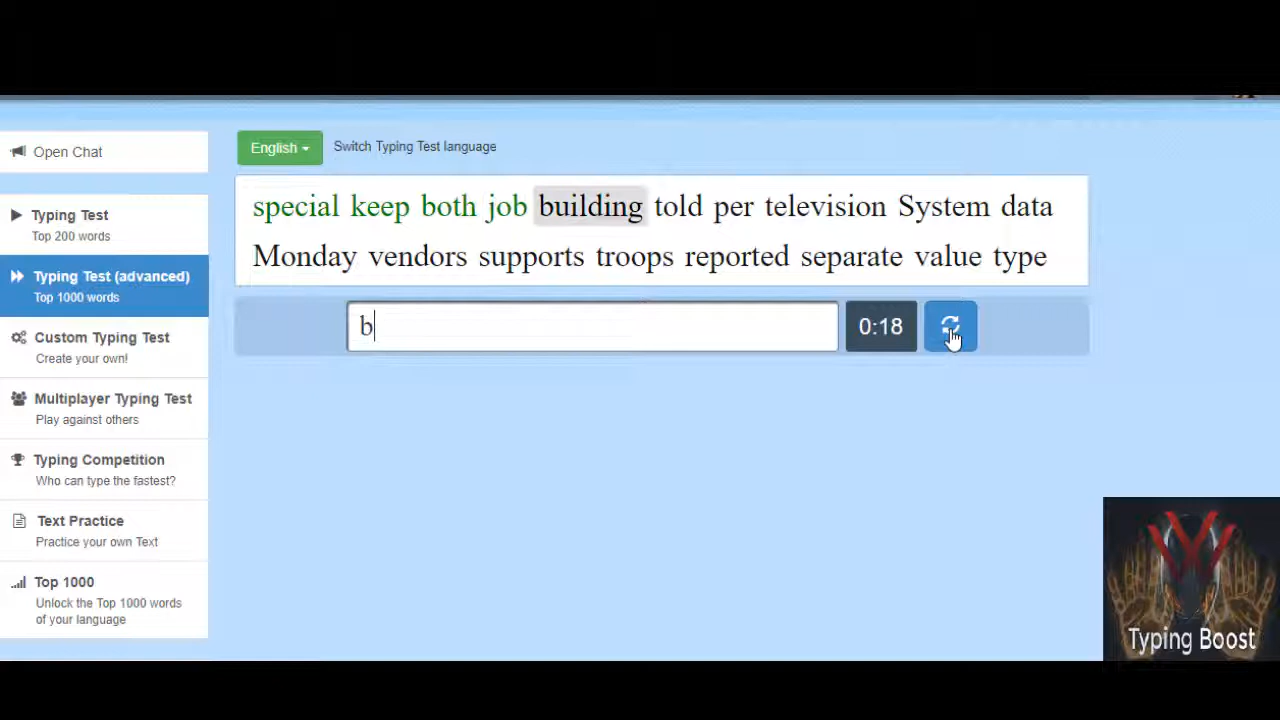 Open Chat
Typing Test
Top 200 words
Typing Test (advanced)
Top 1000 words
Custom Typing Test
Create your own!
Multiplayer Typing Test
Play against others
Typing Competition
Who can type the fastest?
Text Practice
Practice your own Text
Top 1000
Unlock the Top 1000 words
of your language
English
Switch Typing Test language
special keep both job building told per television System data
Monday vendors supports troops reported separate value type
b
0:18
Typing Boost